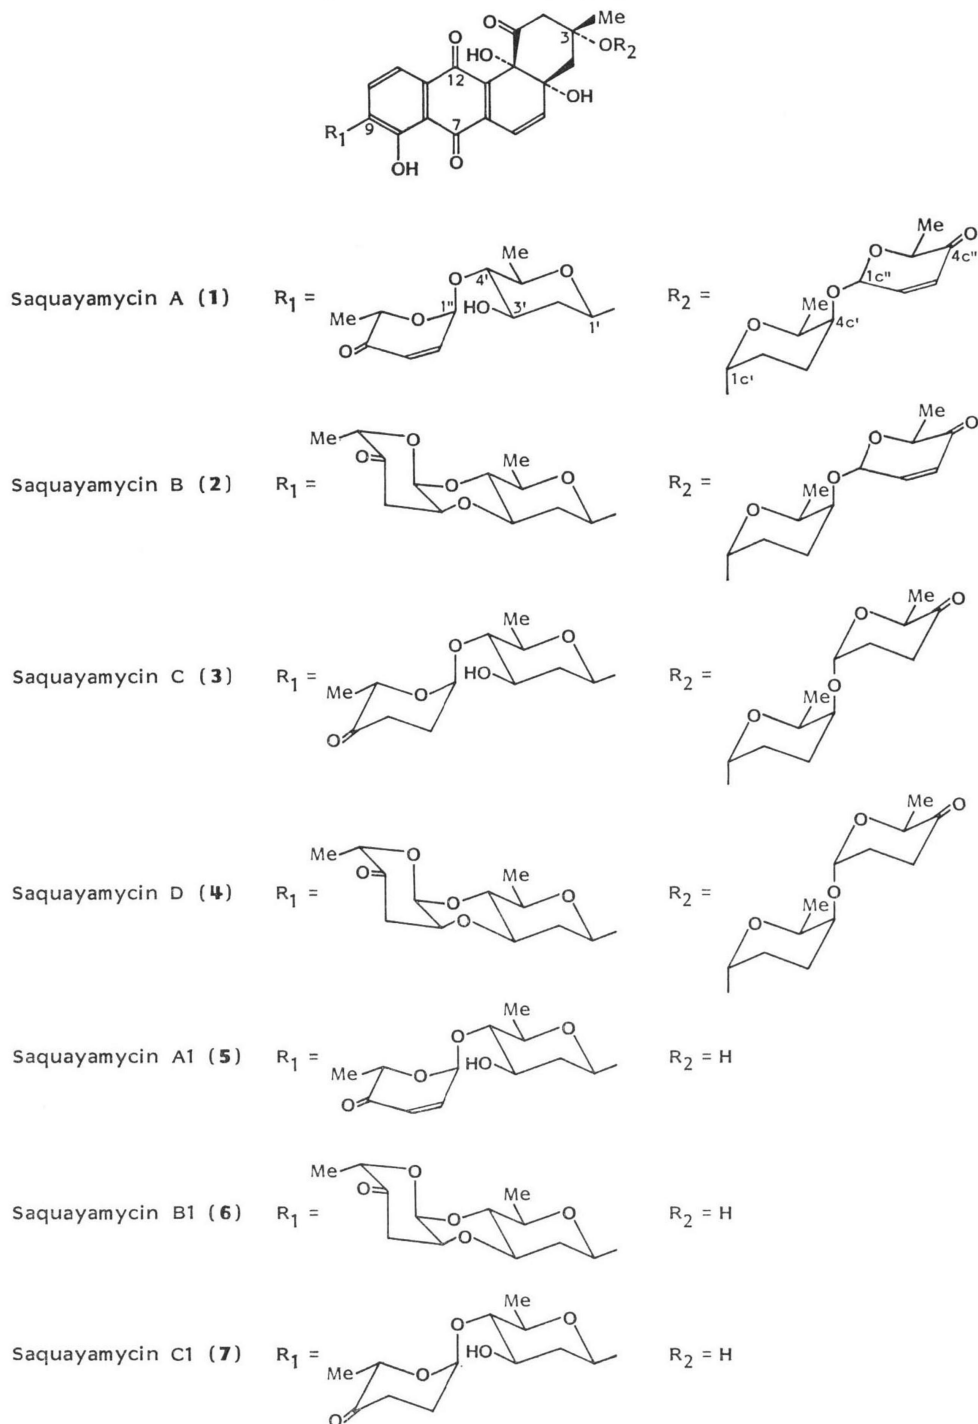 O
Me
O
3
OR2
HO
12
OH
R1
9
7
OH
O
Saquayamycin A (1) R1 =
Me
O
4'
O
Me
O
1"
HO
3'
O
1'
R2 =
Me
O
O
4c"
1c"
O
Me
O
4c'
1c'
Saquayamycin B (2) R1 =
Me
O
O
Me
O
O
O
R2 =
Me
O
O
O
Me
O
Saquayamycin C (3) R1 =
Me
O
O
Me
O
HO
O
R2 =
Me
O
O
O
Me
O
Saquayamycin D (4) R1 =
Me
O
O
Me
O
O
O
R2 =
Me
O
O
O
Me
O
Saquayamycin A1 (5) R1 =
Me
O
O
Me
O
HO
O
R2 = H
Saquayamycin B1 (6) R1 =
Me
O
O
Me
O
O
O
R2 = H
Saquayamycin C1 (7) R1 =
Me
O
O
HO
Me
O
O
R2 = H